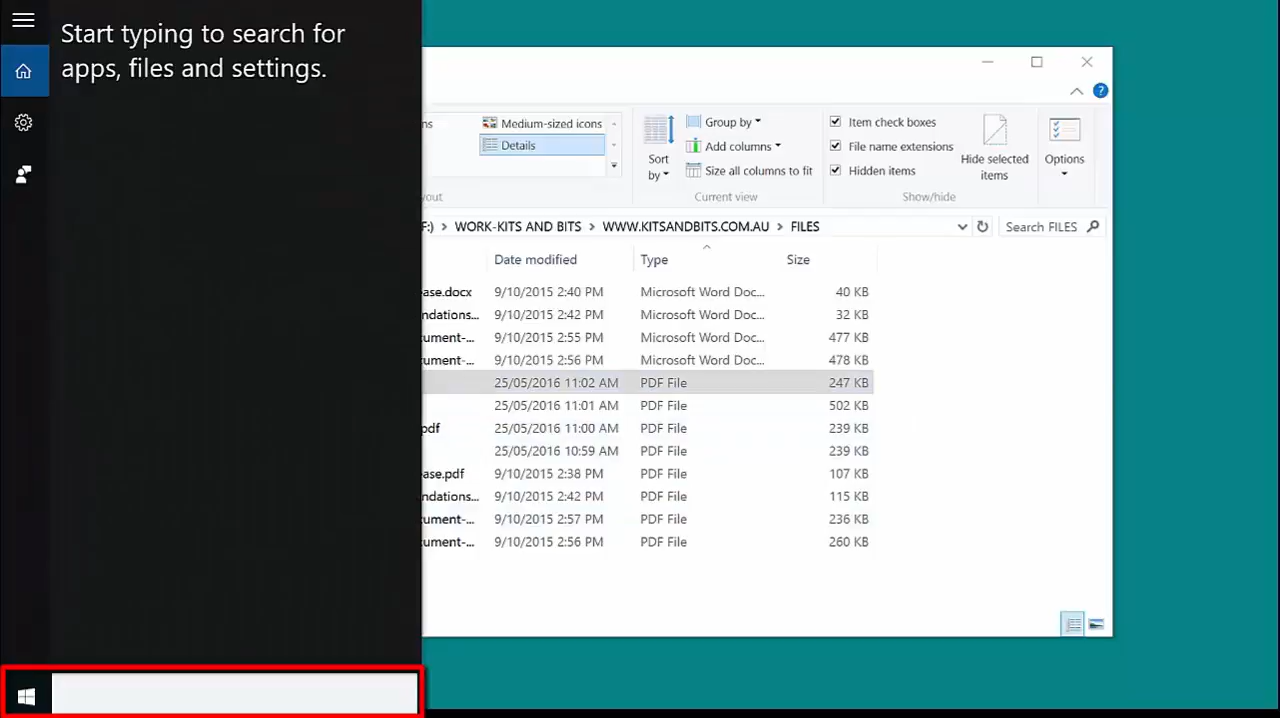 Start typing to search for
apps, files and settings.
ns
Medium-sized icons
Details
yout
Sort
by
Group by
Add columns
Size all columns to fit
Current view
Item check boxes
File name extensions
Hidden items
Hide selected
items
Show/hide
Options
F:) > WORK-KITS AND BITS > WWW.KITSANDBITS.COM.AU > FILES
Search FILES
Date modified Type Size
ease.docx 9/10/2015 2:40 PM Microsoft Word Doc... 40 KB
ndations... 9/10/2015 2:42 PM Microsoft Word Doc... 32 KB
cument-... 9/10/2015 2:55 PM Microsoft Word Doc... 477 KB
cument-... 9/10/2015 2:56 PM Microsoft Word Doc... 478 KB
25/05/2016 11:02 AM PDF File 247 KB
25/05/2016 11:01 AM PDF File 502 KB
pdf 25/05/2016 11:00 AM PDF File 239 KB
25/05/2016 10:59 AM PDF File 239 KB
ease.pdf 9/10/2015 2:38 PM PDF File 107 KB
ndations... 9/10/2015 2:42 PM PDF File 115 KB
cument-... 9/10/2015 2:57 PM PDF File 236 KB
cument-... 9/10/2015 2:56 PM PDF File 260 KB